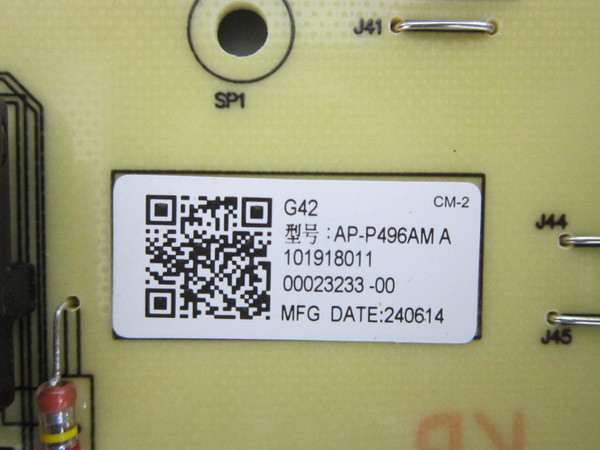 J41
SP1
G42
CM-2
型号:AP-P496AM A
101918011
00023233-00
MFG DATE:240614
J44
J45